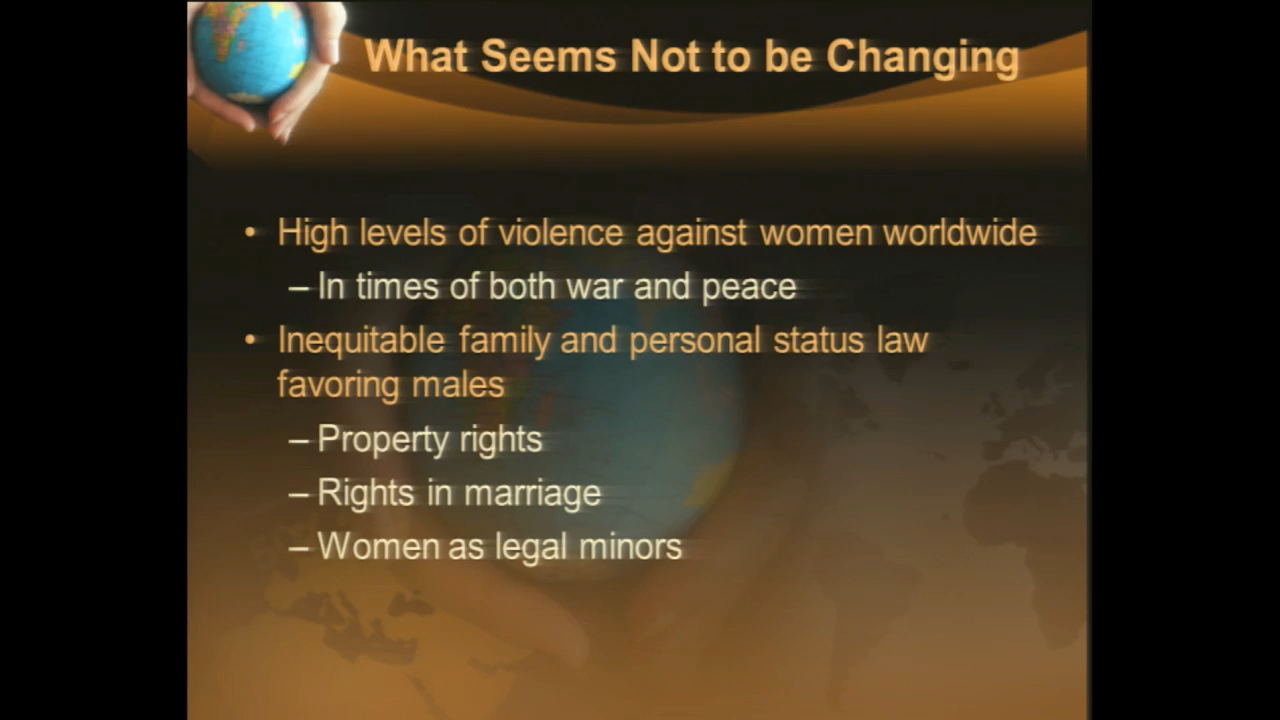 What Seems Not to be Changing
• High levels of violence against women worldwide
– In times of both war and peace
• Inequitable family and personal status law
favoring males
– Property rights
– Rights in marriage
– Women as legal minors